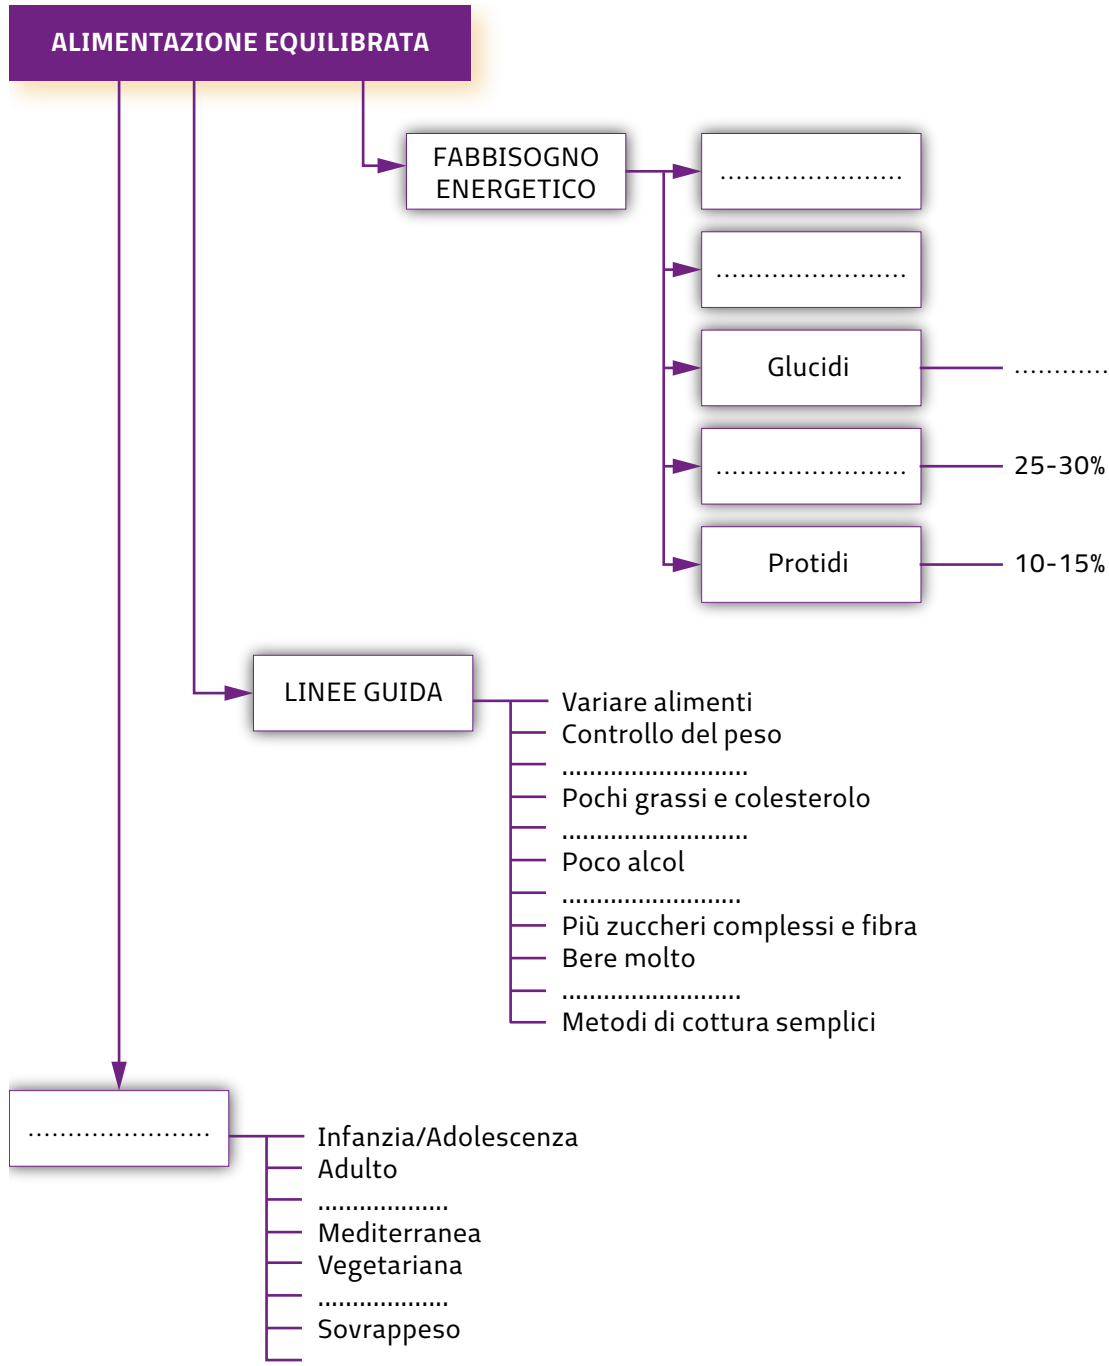 ALIMENTAZIONE EQUILIBRATA
FABBISOGNO
ENERGETICO
.......................
........................
Glucidi
............
........................
25-30%
Protidi
10-15%
LINEE GUIDA
Variare alimenti
Controllo del peso
...........................
Pochi grassi e colesterolo
...........................
Poco alcol
..........................
Più zuccheri complessi e fibra
Bere molto
..........................
Metodi di cottura semplici
.......................
Infanzia/Adolescenza
Adulto
...................
Mediterranea
Vegetariana
...................
Sovrappeso